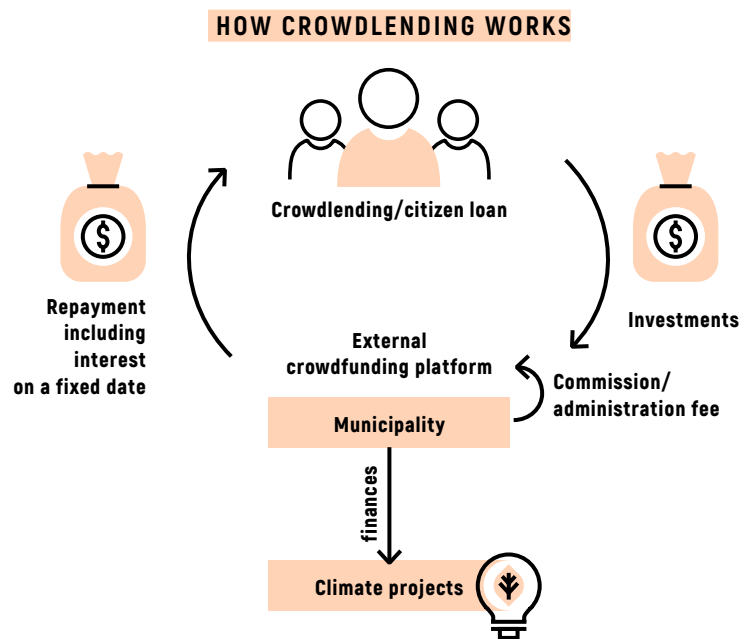 HOW CROWDLENDING WORKS
$
$
Crowdlending/citizen loan
Repayment
including
interest
on a fixed date
Investments
External
crowdfunding platform
Commission/
administration fee
Municipality
finances
Climate projects